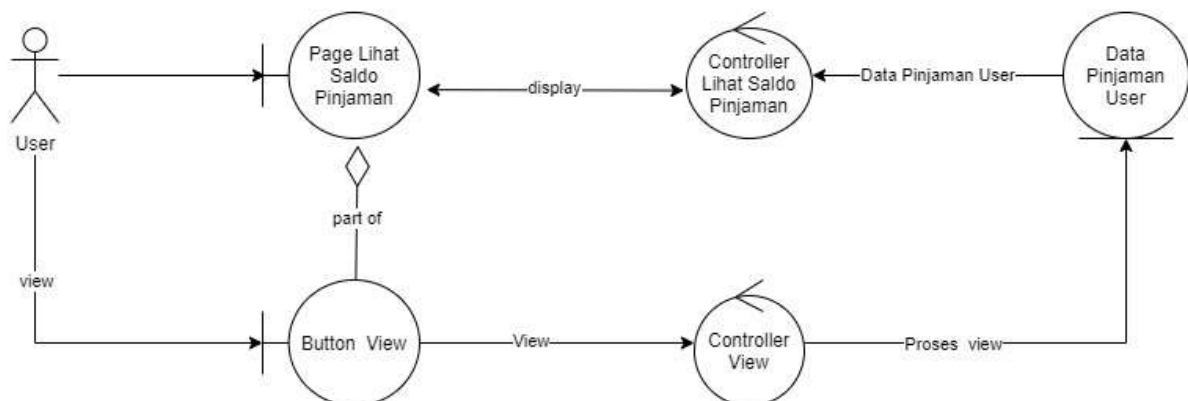 Page Lihat
Saldo
Pinjaman
Controller
Lihat Saldo
Pinjaman
Data
Pinjaman
User
display
Data Pinjaman User
User
part of
view
Button View
View
Controller
View
Proses view